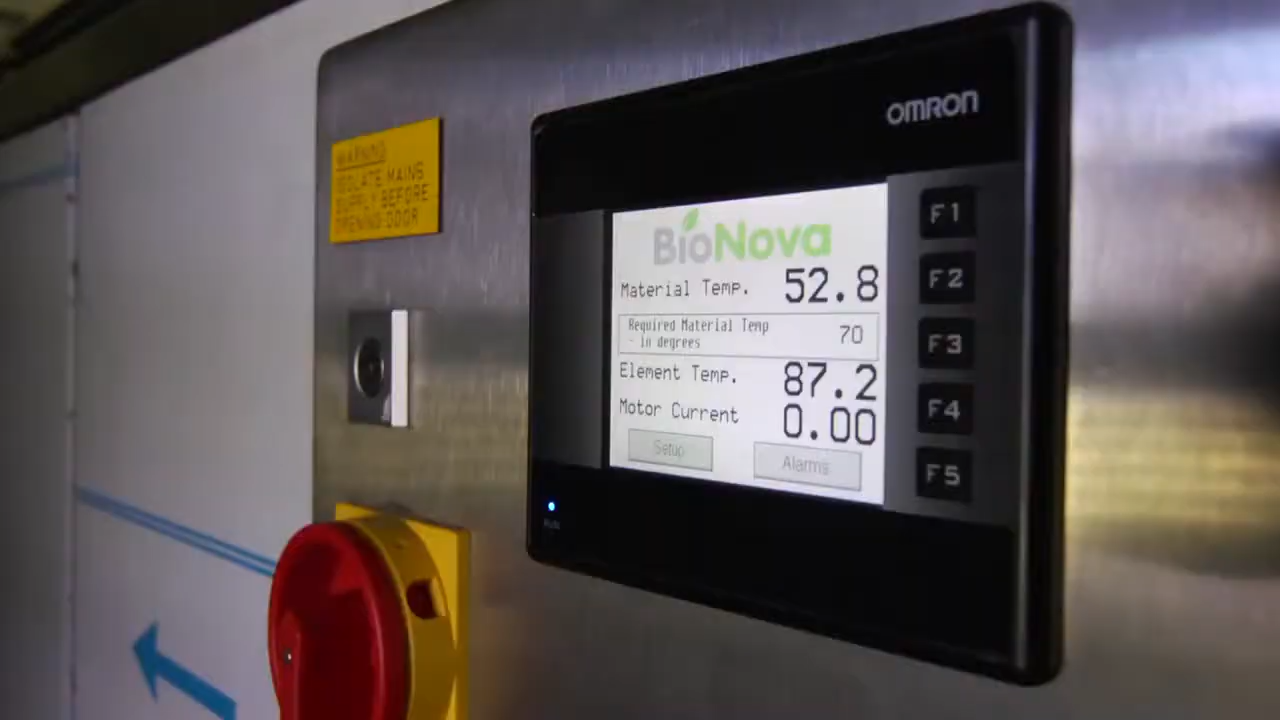 WARNING
ISOLATE MAINS
SUPPLY BEFORE
OPENING DOOR
OMRON
BioNova
Material Temp. 52.8
Required Material Temp
- in degrees 70
Element Temp. 87.2
Motor Current 0.00
Setup Alarms
F1
F2
F3
F4
F5